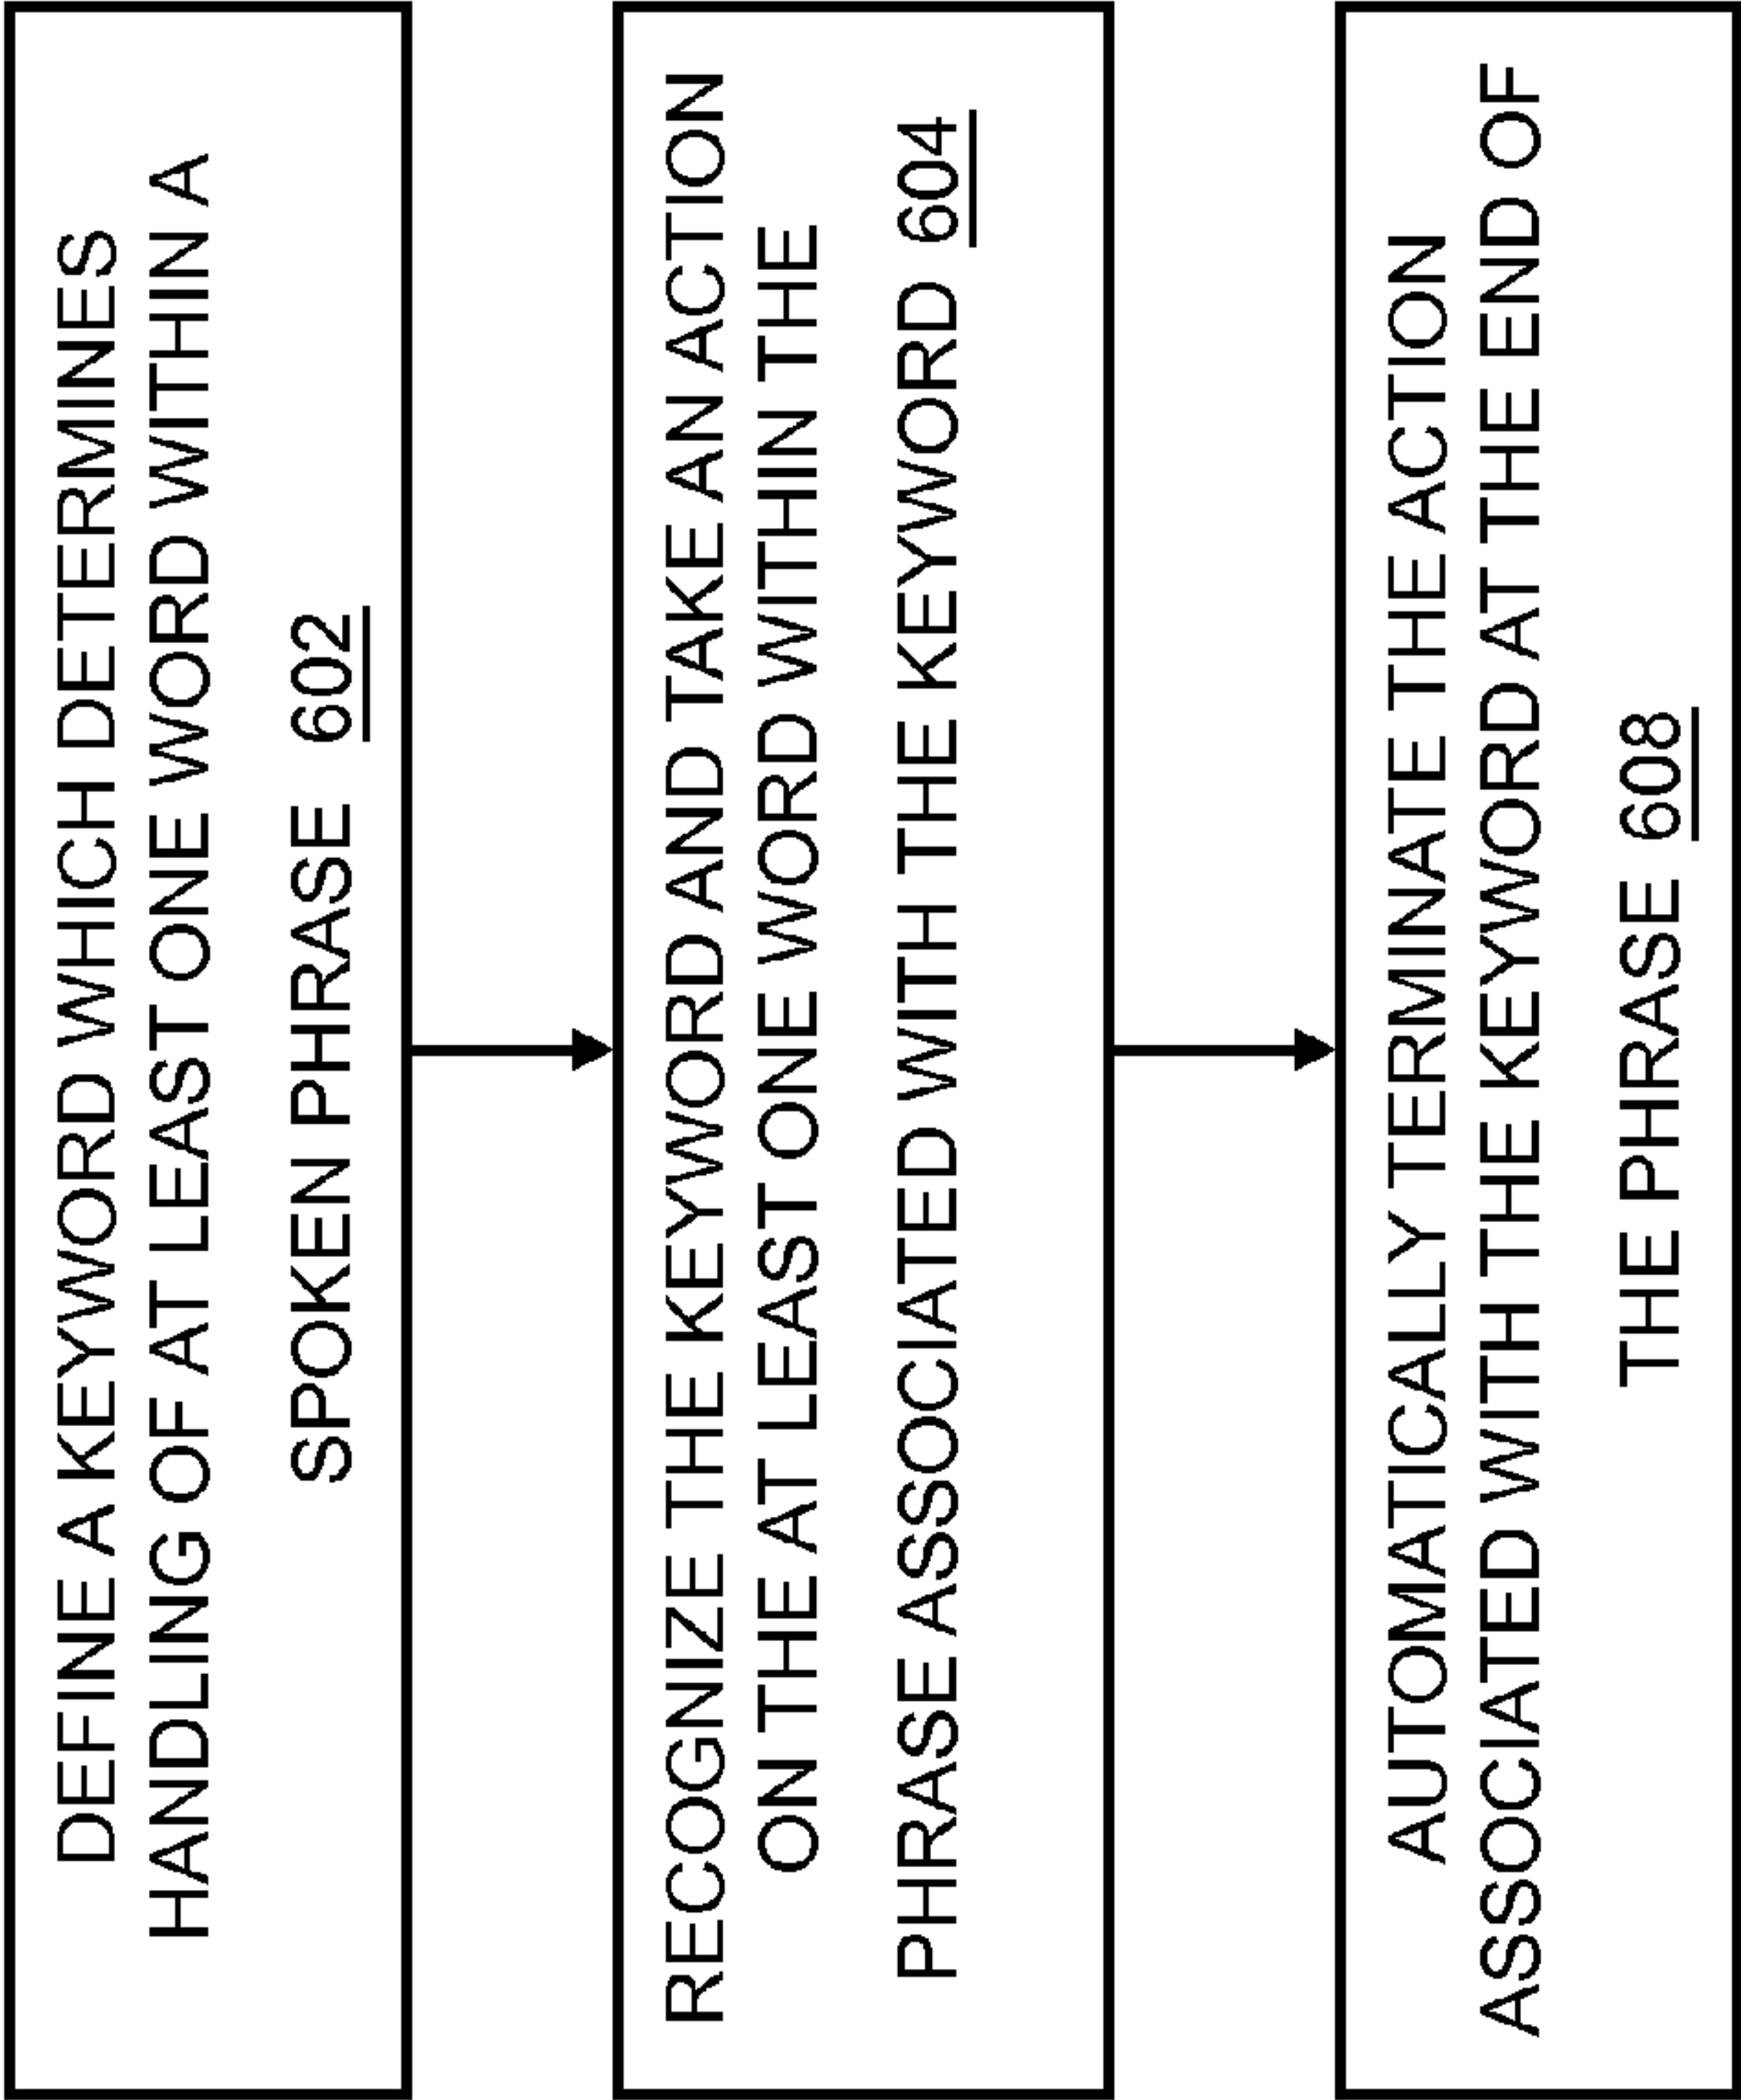 DEFINE A KEYWORD WHICH DETERMINES
HANDLING OF AT LEAST ONE WORD WITHIN A
SPOKEN PHRASE 602
RECOGNIZE THE KEYWORD AND TAKE AN ACTION
ON THE AT LEAST ONE WORD WITHIN THE
PHRASE ASSOCIATED WITH THE KEYWORD 604
AUTOMATICALLY TERMINATE THE ACTION
ASSOCIATED WITH THE KEYWORD AT THE END OF
THE PHRASE 608